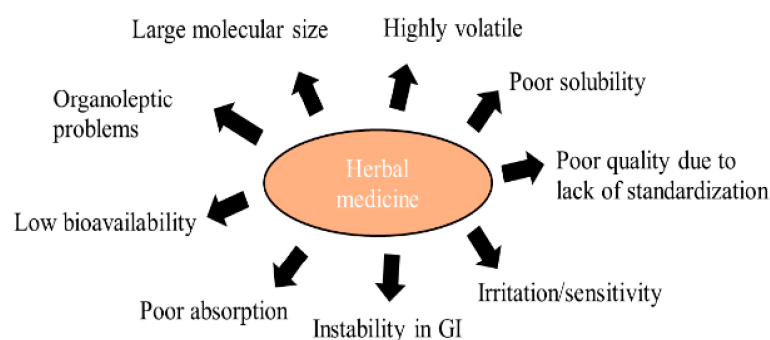 Large molecular size
Highly volatile
Poor solubility
Organoleptic
problems
Herbal
medicine
Poor quality due to
lack of standardization
Low bioavailability
Irritation/sensitivity
Poor absorption
Instability in GI